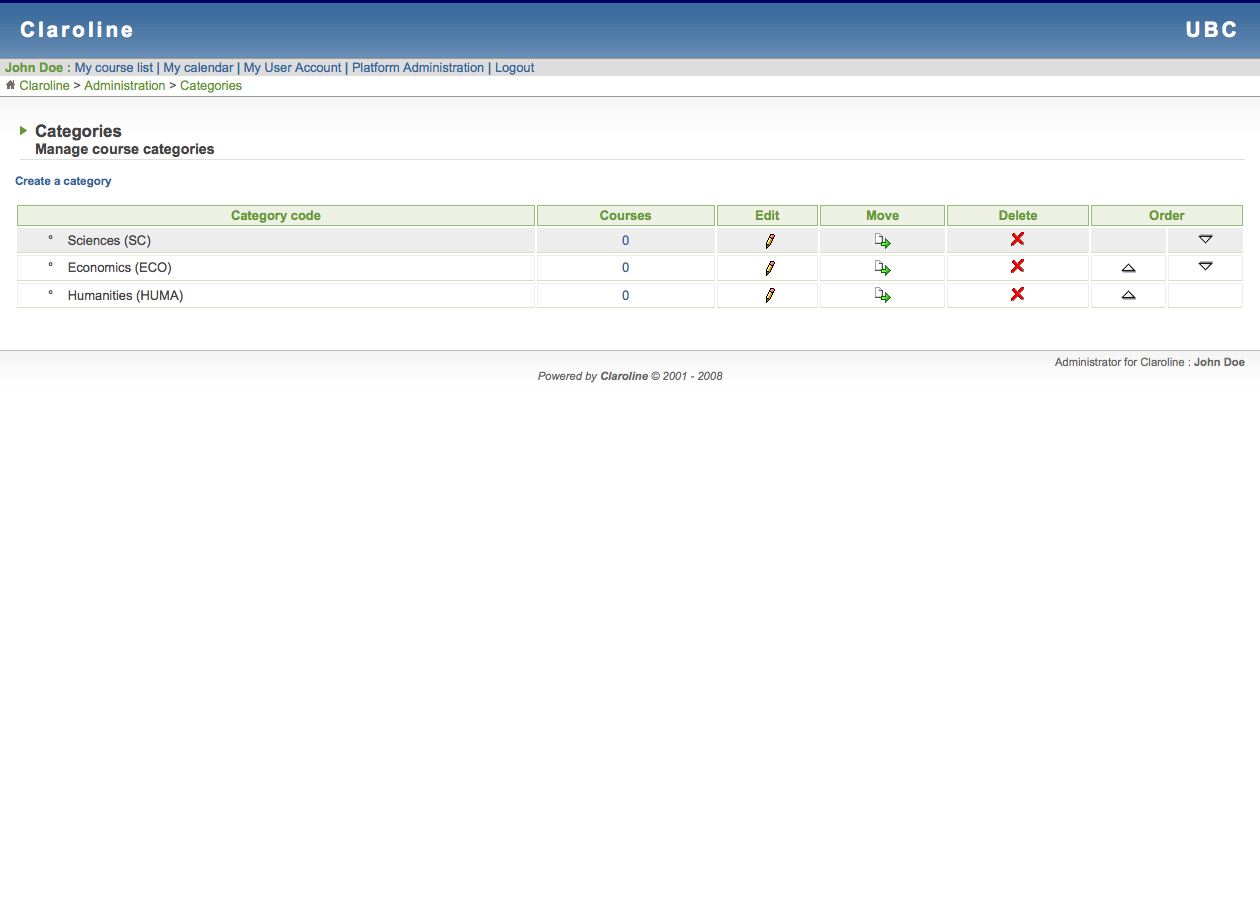 Claroline UBC
John Doe : My course list | My calendar | My User Account | Platform Administration | Logout
Claroline > Administration > Categories
Categories
Manage course categories
Create a category
Category code Courses Edit Move Delete Order
° Sciences (SC) 0
° Economics (ECO) 0
° Humanities (HUMA) 0
Administrator for Claroline : John Doe
Powered by Claroline © 2001 - 2008